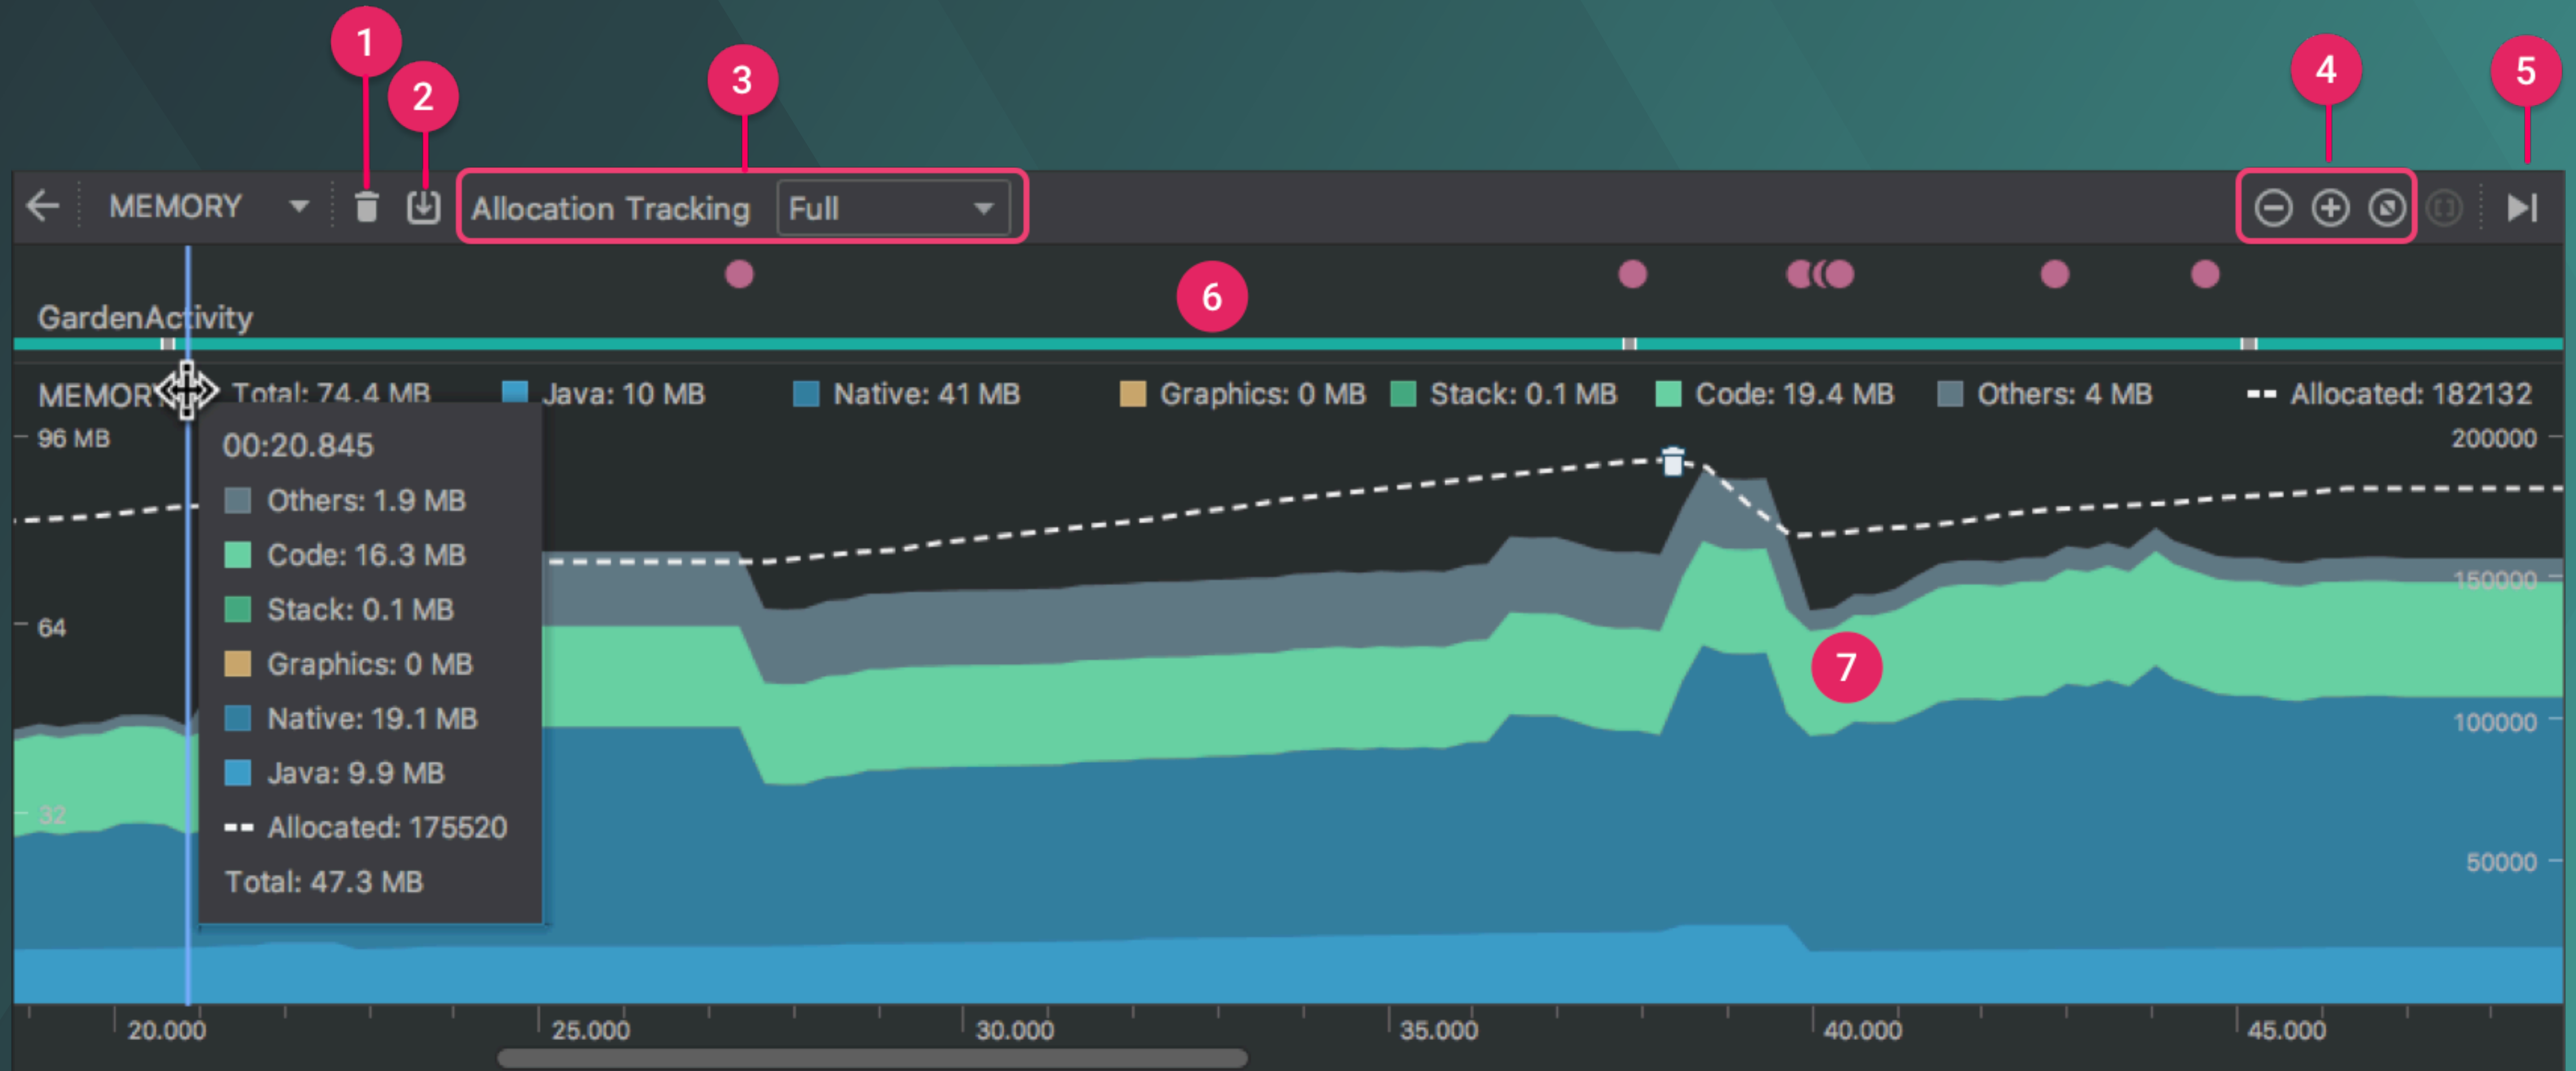 1
2
3
4
5
MEMORY
Allocation Tracking Full
6
GardenActivity
MEMORY Total: 74.4 MB Java: 10 MB Native: 41 MB Graphics: 0 MB Stack: 0.1 MB Code: 19.4 MB Others: 4 MB Allocated: 182132
96 MB
200000
00:20.845
Others: 1.9 MB
Code: 16.3 MB
150000
Stack: 0.1 MB
64
Graphics: 0 MB
7
Native: 19.1 MB
100000
Java: 9.9 MB
32
Allocated: 175520
50000
Total: 47.3 MB
20.000 25.000 30.000 35.000 40.000 45.000